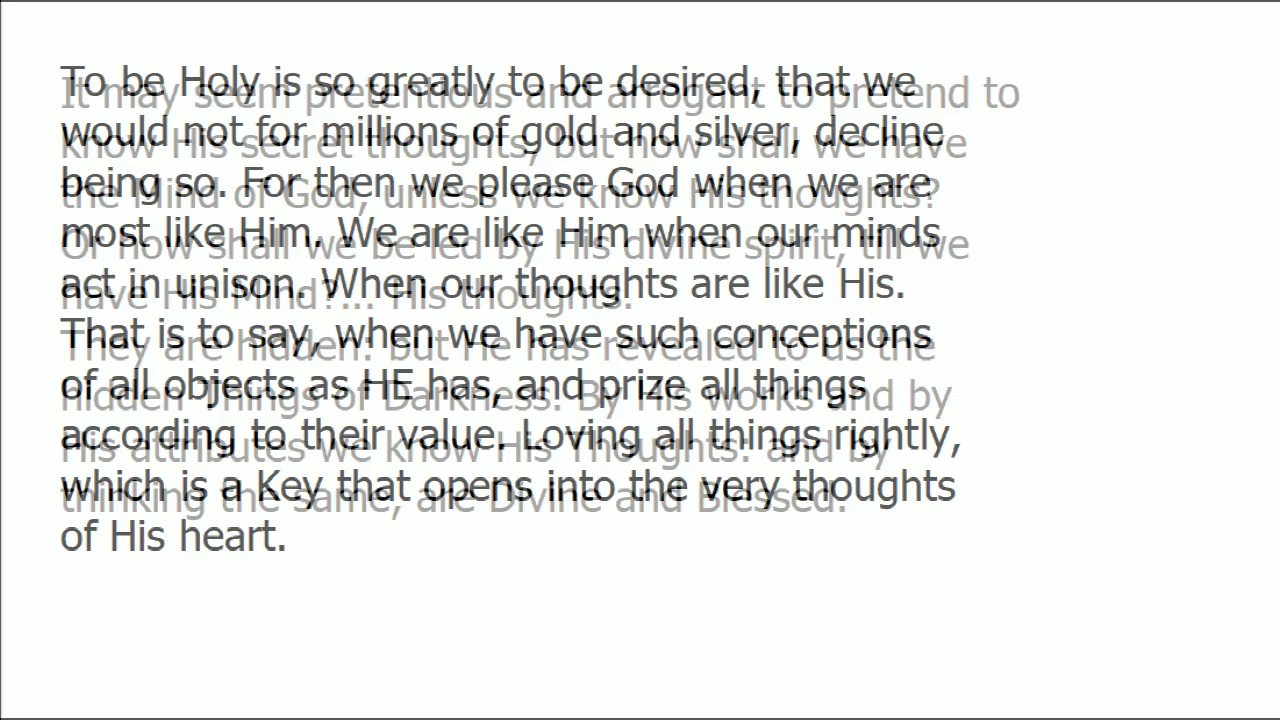 To be Holy is so greatly to be desired, that we
would not for millions of gold and silver, decline
being so. For then we please God when we are
most like Him. We are like Him when our minds
act in unison. When our thoughts are like His.
That is to say, when we have such conceptions
of all objects as HE has, and prize all things
according to their value. Loving all things rightly,
which is a Key that opens into the very thoughts
of His heart.
It may seem pretentious and arrogant to pretend to
know His secret thoughts, but how shall we have
the Mind of God, unless we know His thoughts?
Or how shall we be led by His divine spirit, till we
have His Mind?... His thoughts.
They are hidden: but He has revealed to us the
hidden Things of Darkness. By His works and by
His attributes we know His Thoughts: and by
thinking the same, are Divine and Blessed.